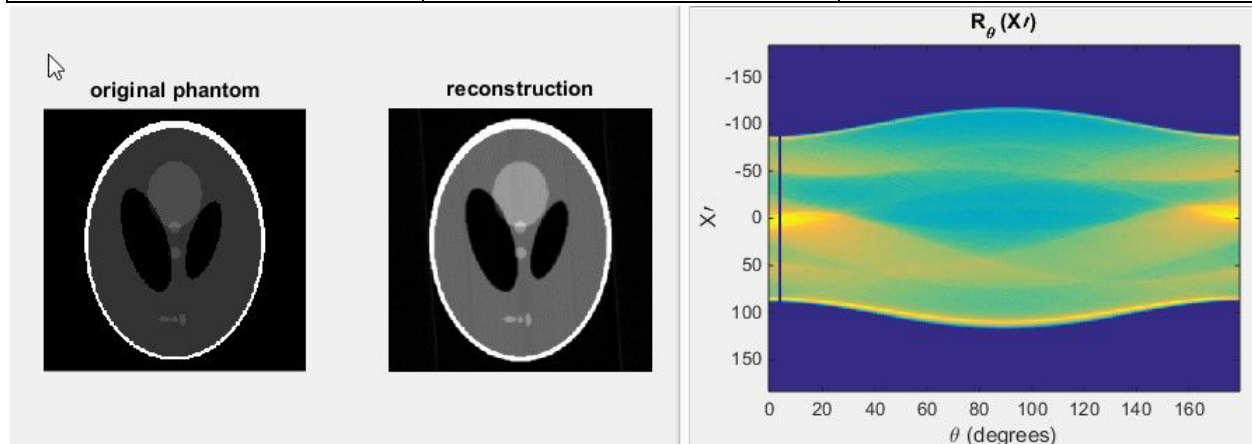 original phantom
reconstruction
R_θ (X′)
X′
-150
-100
-50
0
50
100
150
0 20 40 60 80 100 120 140 160
θ (degrees)